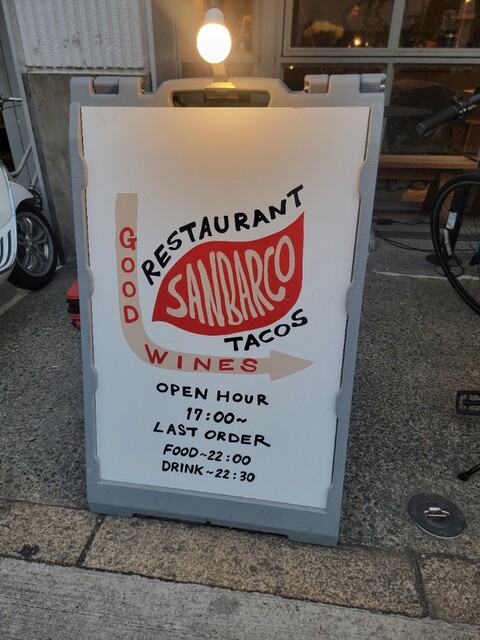 RESTAURANT
SANBARCO
TACOS
GOOD
WINES
OPEN HOUR
17:00~
LAST ORDER
FOOD~22:00
DRINK~22:30